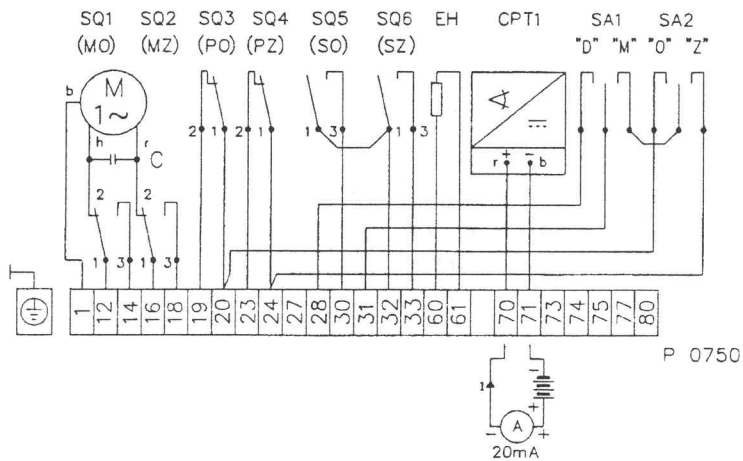 SQ1 SQ2 SQ3 SQ4 SQ5 SQ6 EH CPT1 SA1 SA2
(MO) (MZ) (PO) (PZ) (SO) (SZ) "D" "M" "O" "Z"
b M
1~
h r C
2 1 2 1 1 3 1 3
+ −
r b
2 2
1 3 1 3
1 12 14 16 18 19 20 23 24 27 28 30 31 32 33 60 61 70 71 73 74 75 77 80
P 0750
I −
+
− A +
20mA